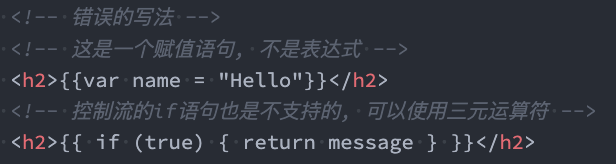 <!-- 错误的写法 -->
<!-- 这是一个赋值语句, 不是表达式 -->
<h2>{{var name = "Hello"}}</h2>
<!-- 控制流的if语句也是不支持的, 可以使用三元运算符 -->
<h2>{{ if (true) { return message } }}</h2>